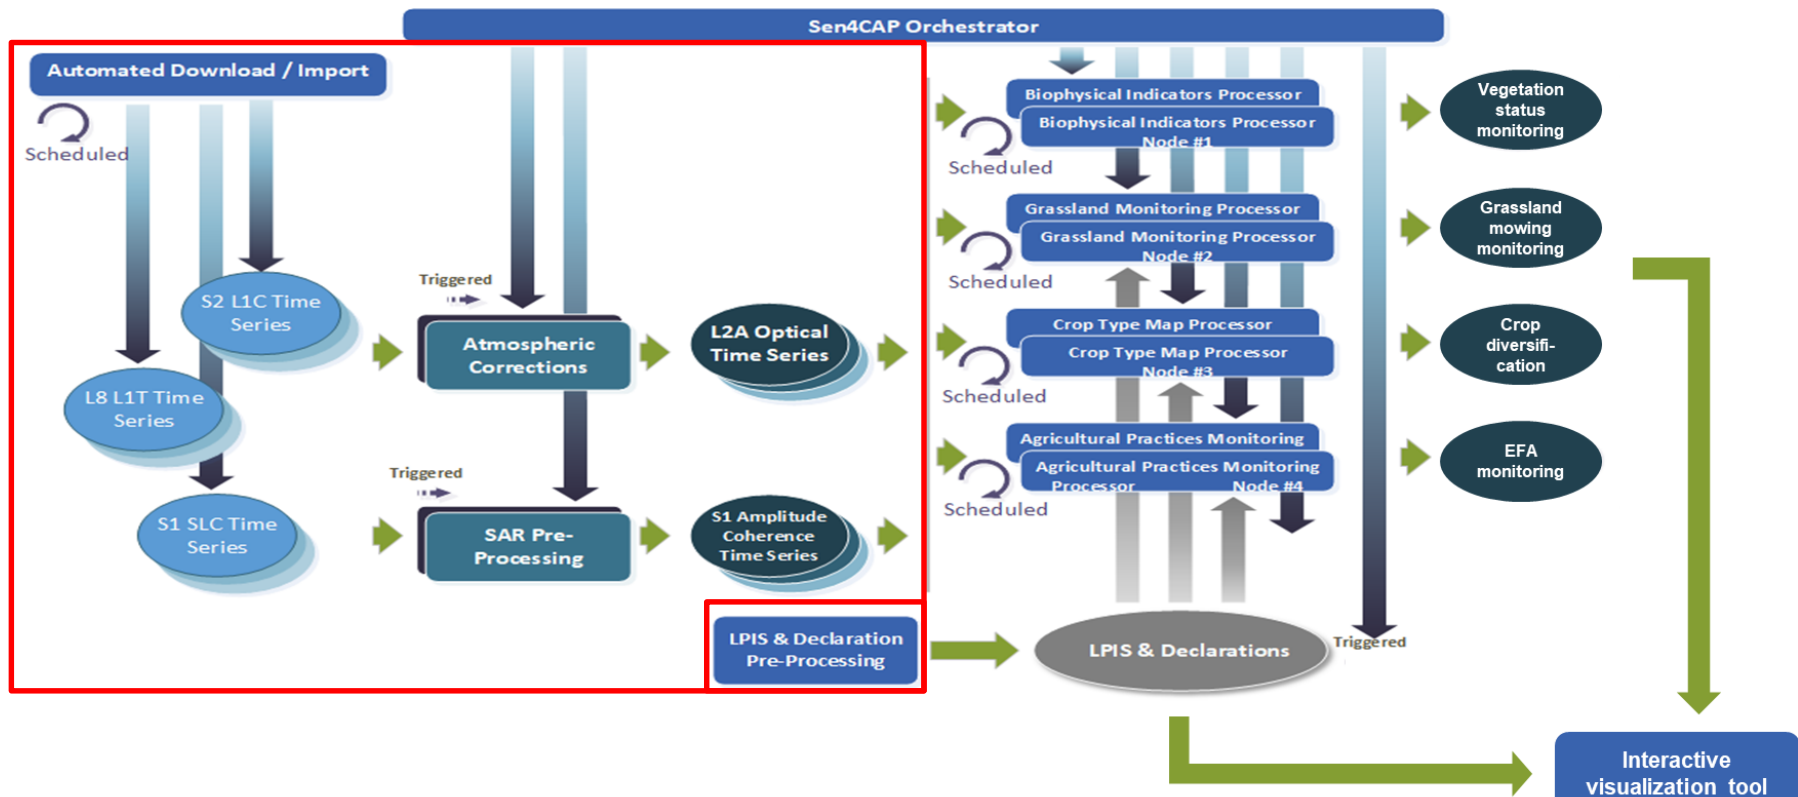 Sen4CAP Orchestrator
Automated Download / Import
Scheduled
S2 L1C Time
Series
L8 L1T Time
Series
S1 SLC Time
Series
Triggered
Atmospheric
Corrections
Triggered
SAR Pre-
Processing
L2A Optical
Time Series
S1 Amplitude
Coherence
Time Series
LPIS & Declaration
Pre-Processing
Biophysical Indicators Processor
Biophysical Indicators Processor
Node #1
Scheduled
Grassland Monitoring Processor
Grassland Monitoring Processor
Node #2
Scheduled
Crop Type Map Processor
Crop Type Map Processor
Node #3
Scheduled
Agricultural Practices Monitoring
Agricultural Practices Monitoring
Processor Node #4
Scheduled
LPIS & Declarations
Triggered
Vegetation
status
monitoring
Grassland
mowing
monitoring
Crop
diversifi-
cation
EFA
monitoring
Interactive
visualization tool